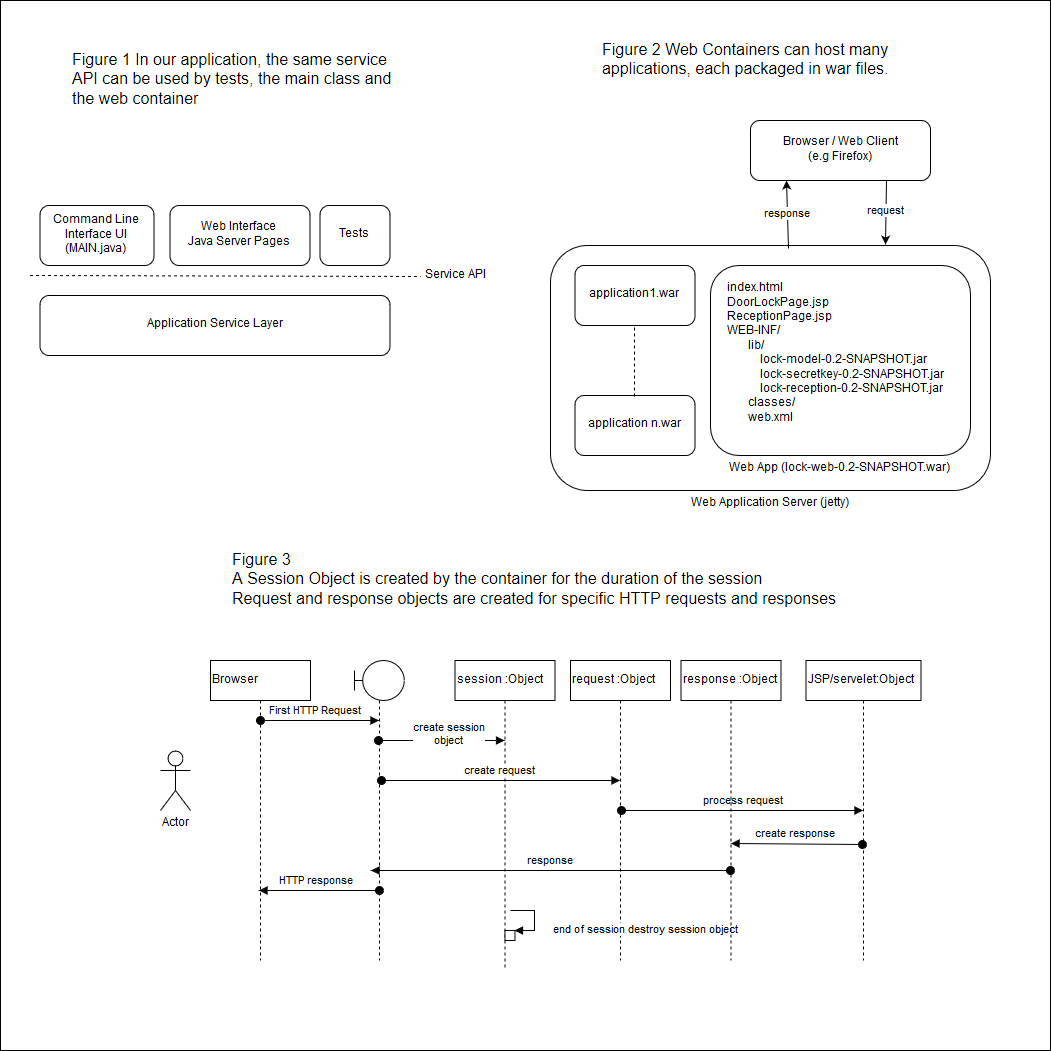 Figure 1 In our application, the same service
API can be used by tests, the main class and
the web container
Figure 2 Web Containers can host many
applications, each packaged in war files.
Browser / Web Client
(e.g Firefox)
response
request
Command Line
Interface UI
(MAIN.java)
Web Interface
Java Server Pages
Tests
Service API
Application Service Layer
application1.war
application n.war
index.html
DoorLockPage.jsp
ReceptionPage.jsp
WEB-INF/
lib/
lock-model-0.2-SNAPSHOT.jar
lock-secretkey-0.2-SNAPSHOT.jar
lock-reception-0.2-SNAPSHOT.jar
classes/
web.xml
Web App (lock-web-0.2-SNAPSHOT.war)
Web Application Server (jetty)
Figure 3
A Session Object is created by the container for the duration of the session
Request and response objects are created for specific HTTP requests and responses
Browser
session :Object
request :Object
response :Object
JSP/servelet:Object
First HTTP Request
create session
object
create request
process request
create response
response
HTTP response
end of session destroy session object
Actor